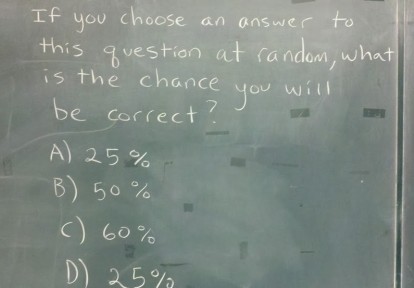 If you choose an answer to
this question at random, what
is the chance you will
be correct?
A) 25%
B) 50%
C) 60%
D) 25%